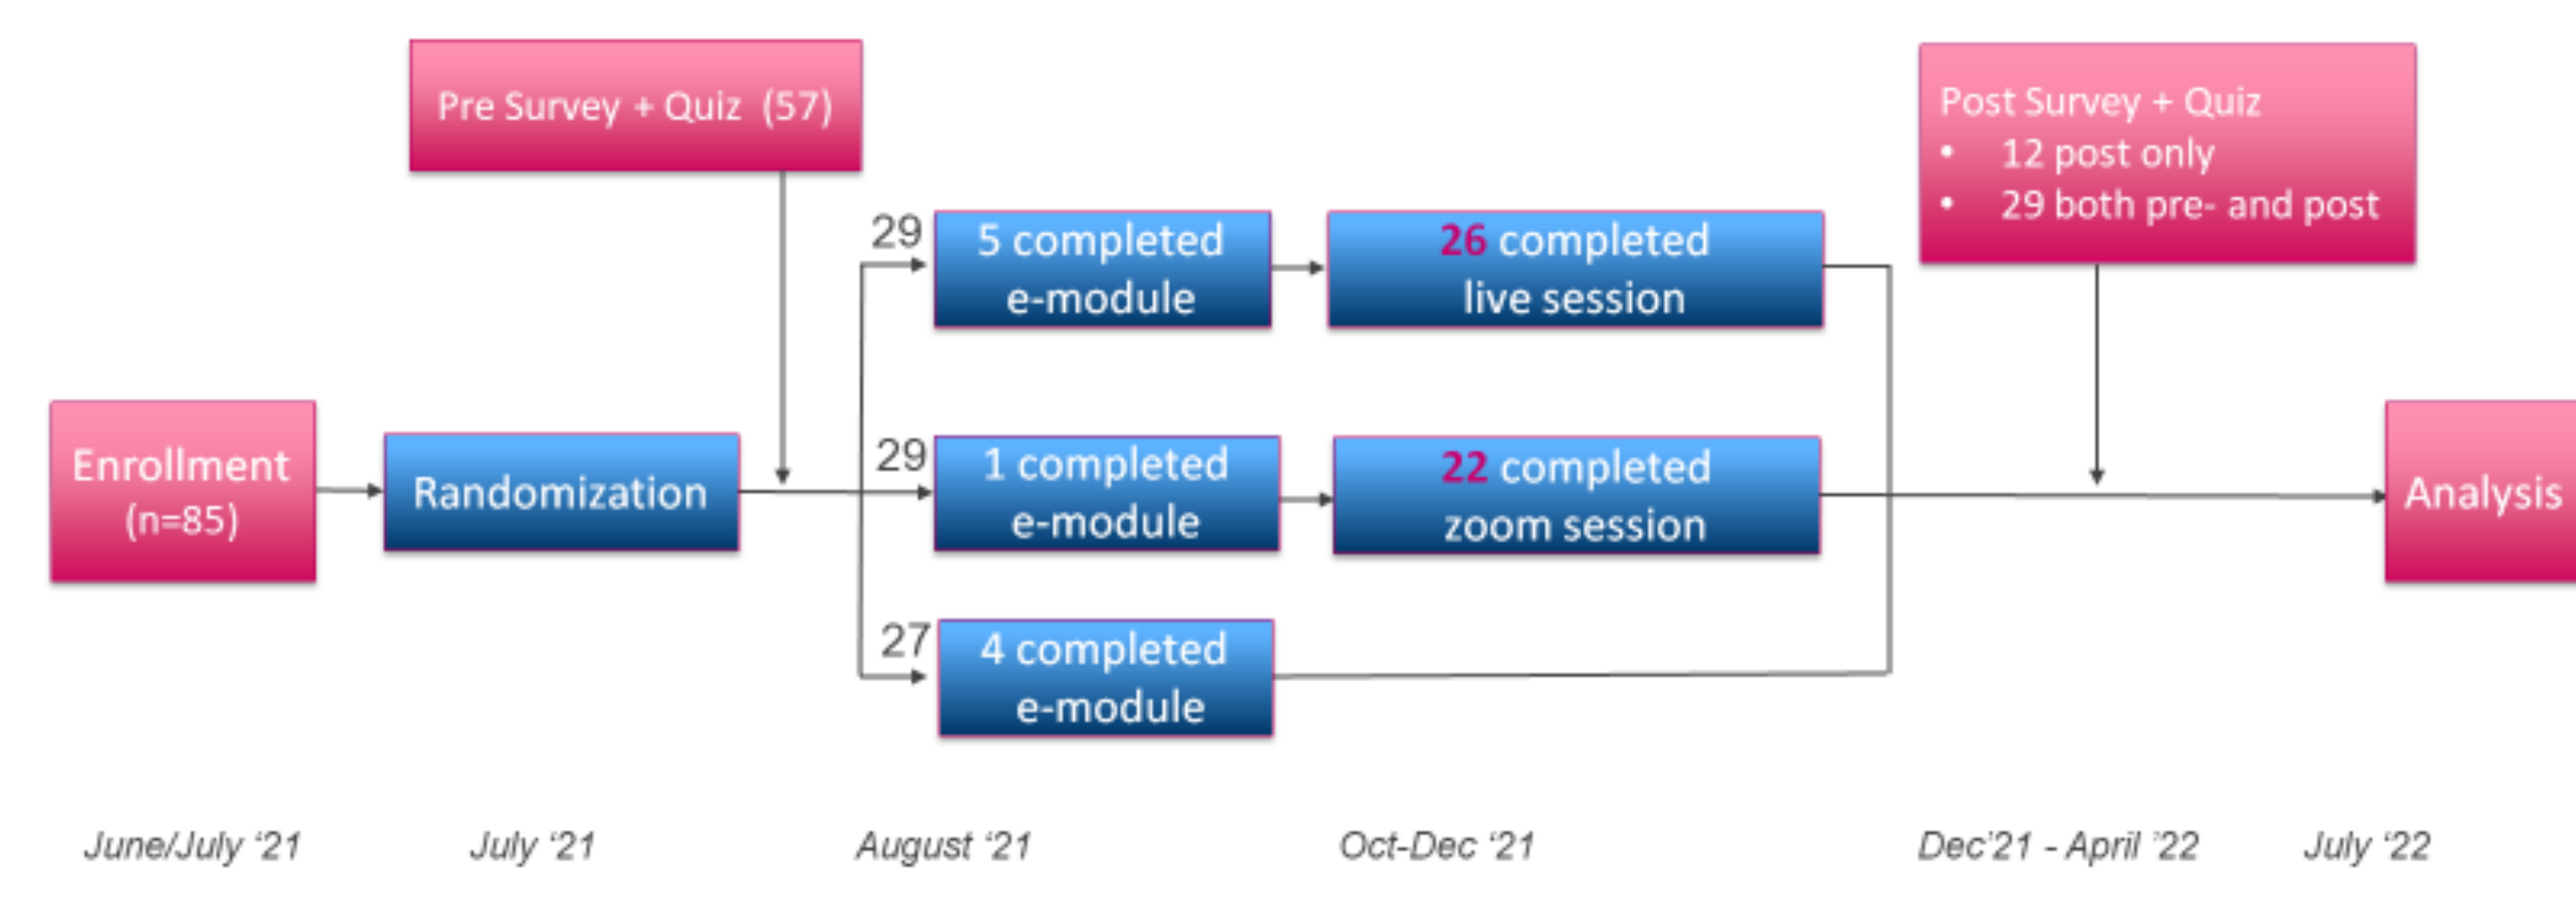 Pre Survey + Quiz (57)
Post Survey + Quiz
• 12 post only
• 29 both pre- and post
29
5 completed
e-module
26 completed
live session
Enrollment
(n=85)
Randomization
29
1 completed
e-module
22 completed
zoom session
Analysis
27
4 completed
e-module
June/July ‘21
July ‘21
August ‘21
Oct-Dec ‘21
Dec’21 - April ’22
July ‘22